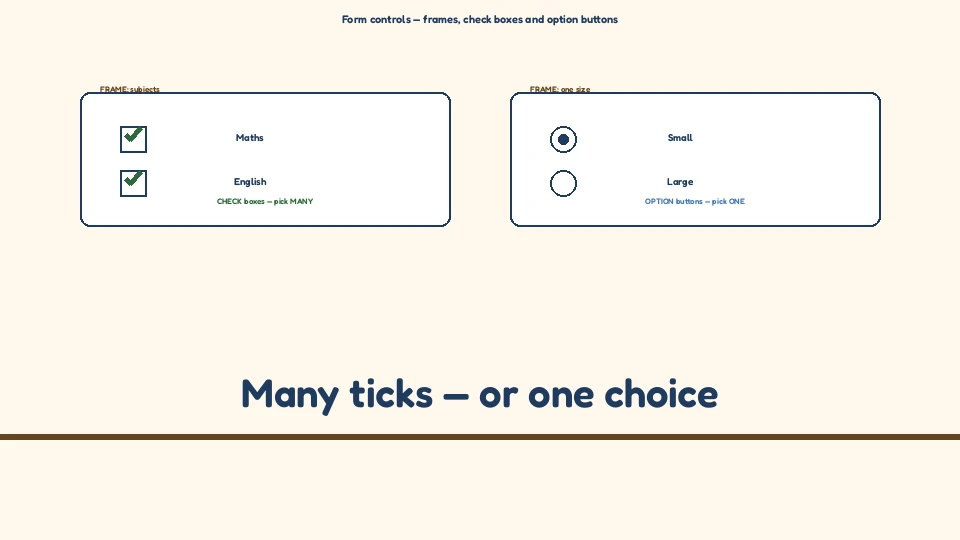 Form controls – frames, check boxes and option buttons
FRAME: subjects
Maths
English
CHECK boxes – pick MANY
FRAME: one size
Small
Large
OPTION buttons – pick ONE
Many ticks – or one choice